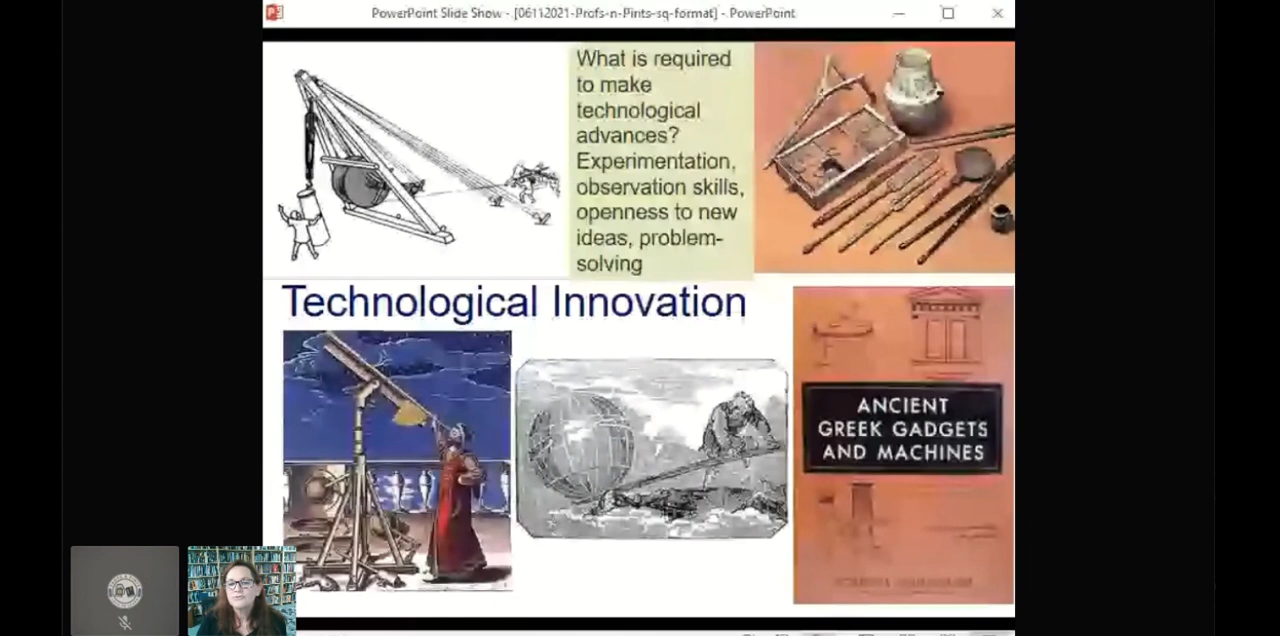 PowerPoint Slide Show - [06112021-Profs-n-Pints-sq-format] - PowerPoint
What is required
to make
technological
advances?
Experimentation,
observation skills,
openness to new
ideas, problem-
solving
Technological Innovation
ANCIENT
GREEK GADGETS
AND MACHINES